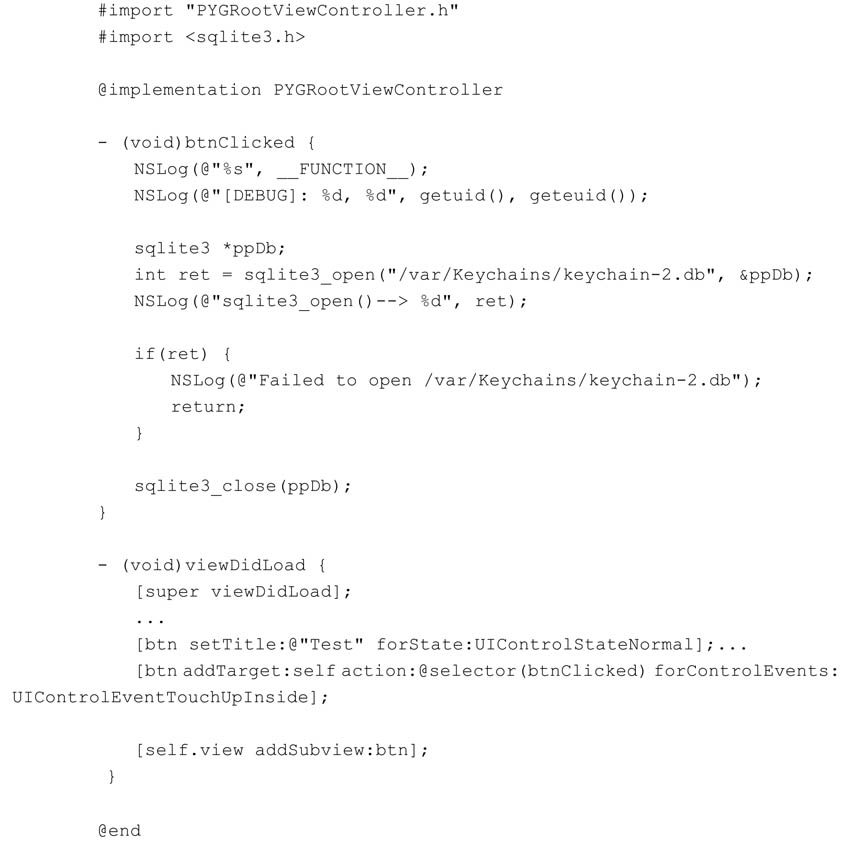 #import "PYGRootViewController.h"
#import <sqlite3.h>
@implementation PYGRootViewController
- (void)btnClicked {
NSLog(@"%s", __FUNCTION__);
NSLog(@"[DEBUG]: %d, %d", getuid(), geteuid());
sqlite3 *ppDb;
int ret = sqlite3_open("/var/Keychains/keychain-2.db", &ppDb);
NSLog(@"sqlite3_open()--> %d", ret);
if(ret) {
NSLog(@"Failed to open /var/Keychains/keychain-2.db");
return;
}
sqlite3_close(ppDb);
}
- (void)viewDidLoad {
[super viewDidLoad];
...
[btn setTitle:@"Test" forState:UIControlStateNormal];...
[btn addTarget:self action:@selector(btnClicked) forControlEvents:
UIControlEventTouchUpInside];
[self.view addSubview:btn];
}
@end